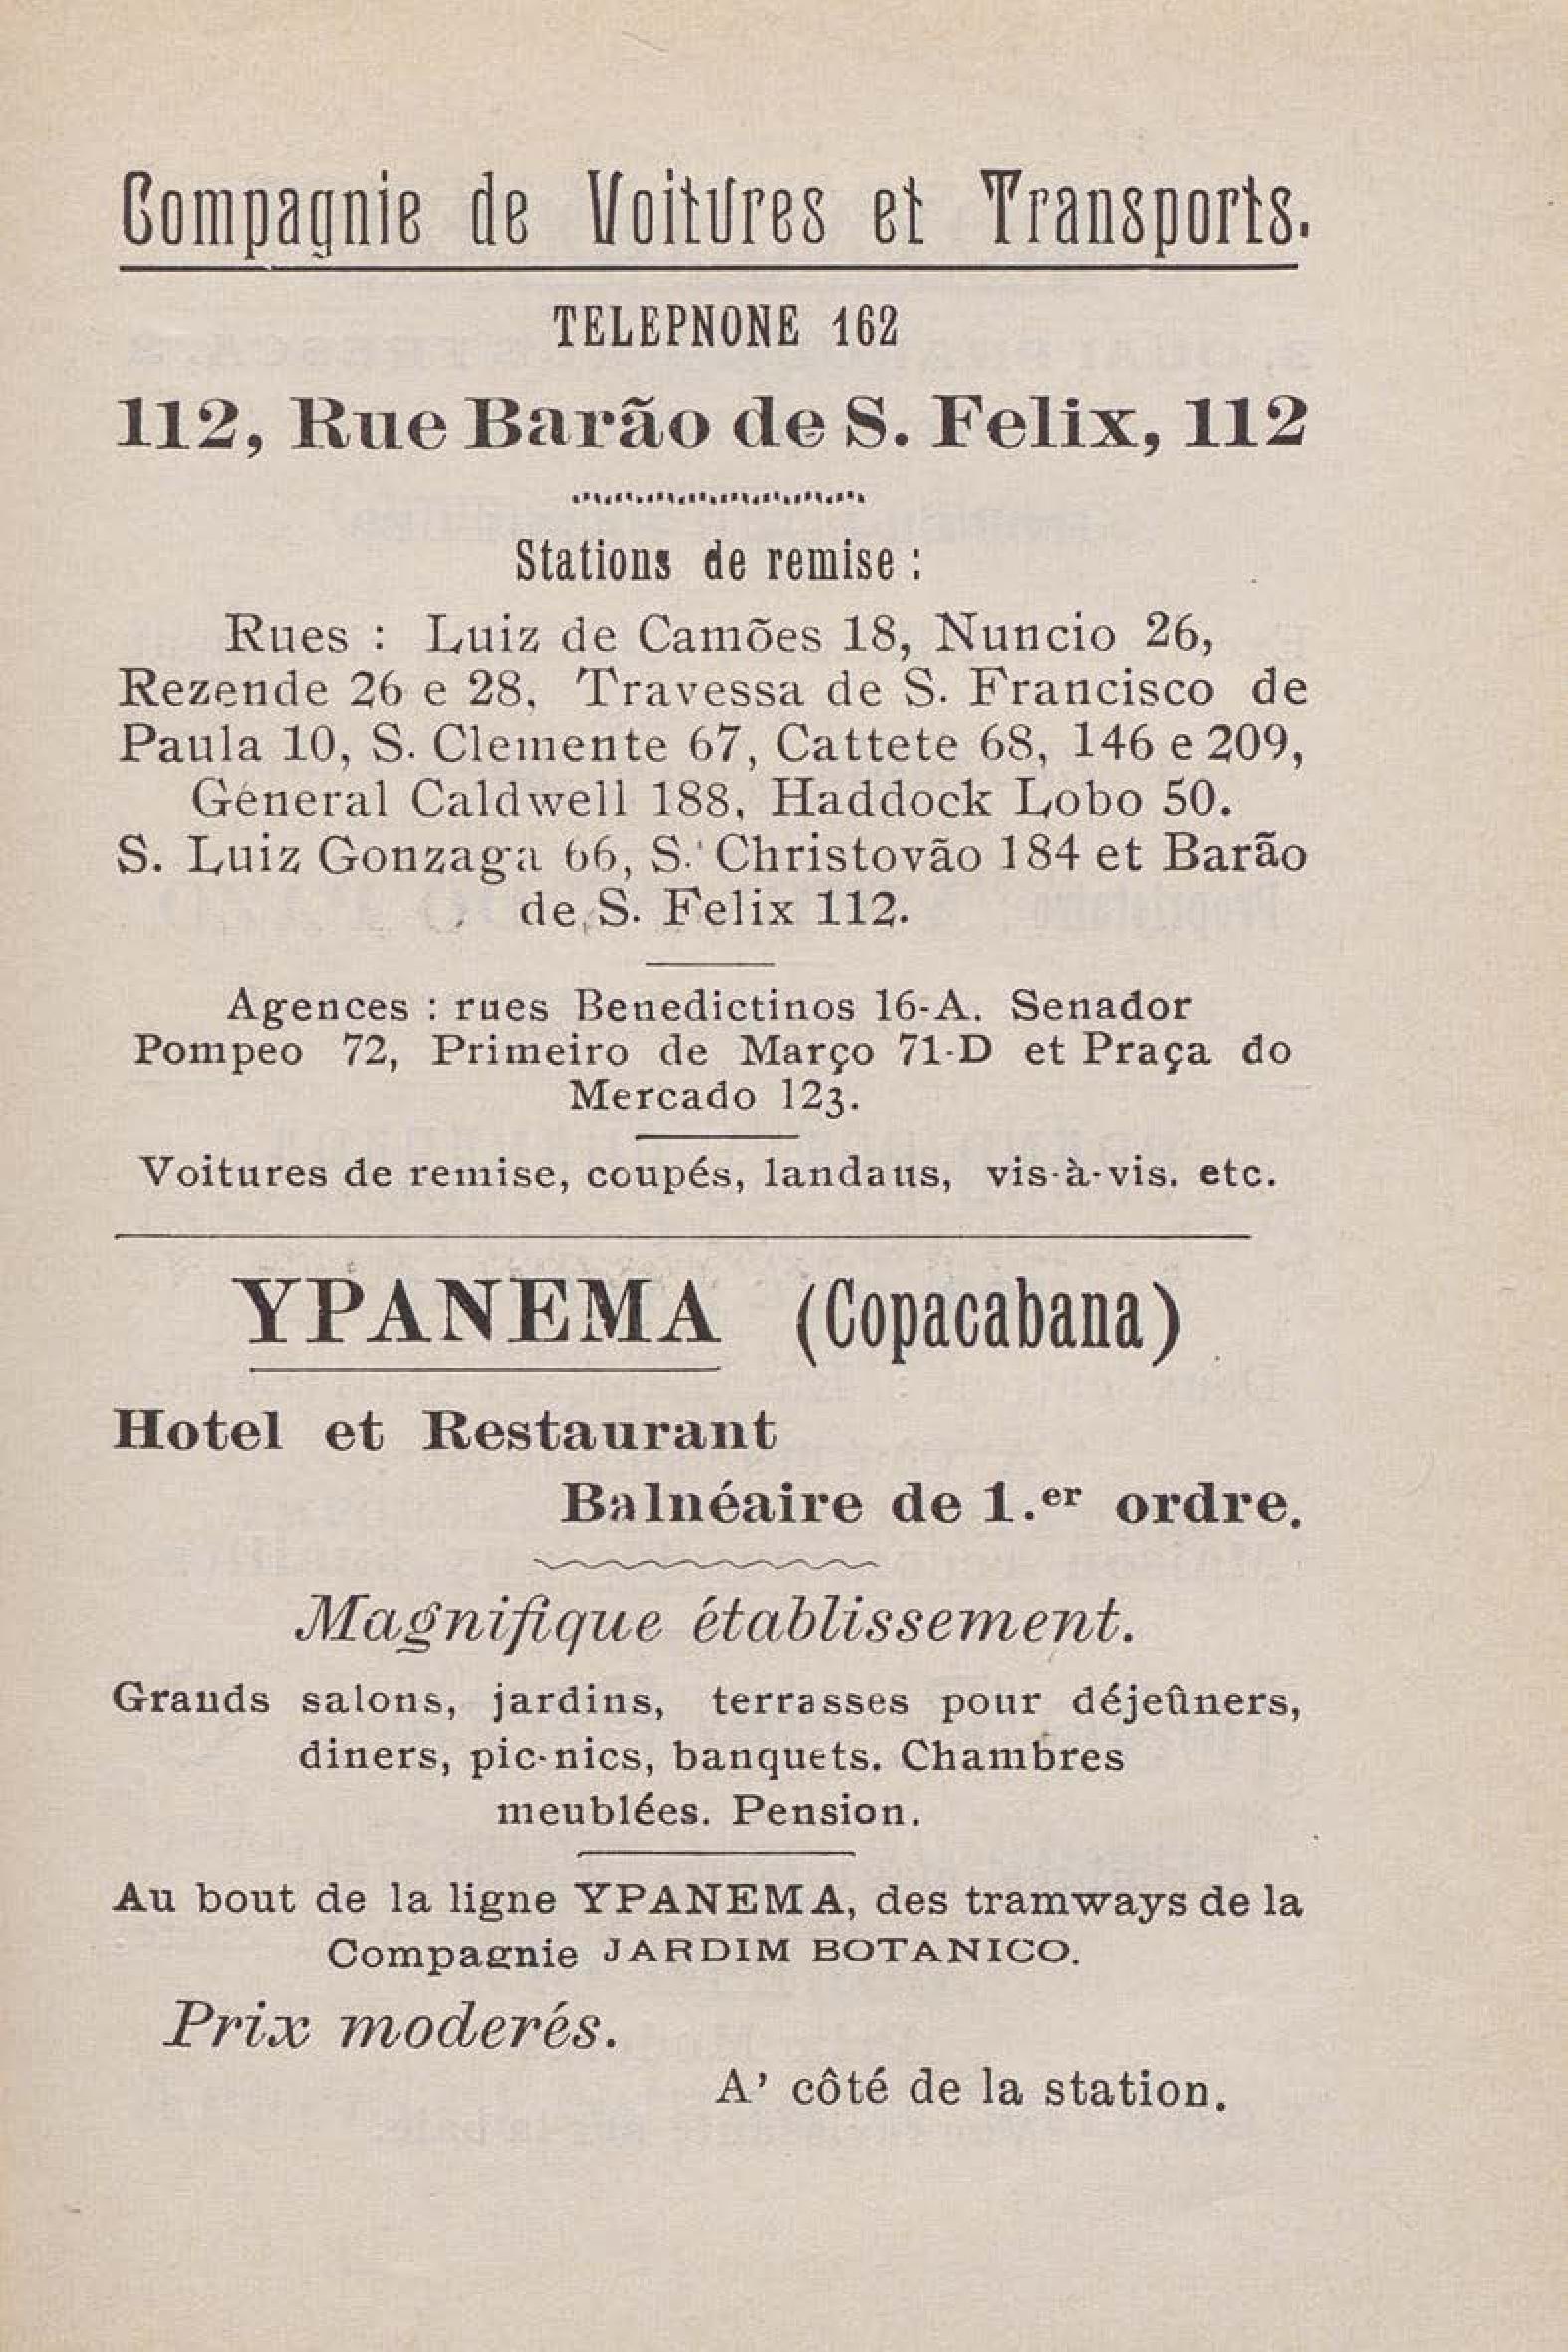 Compagnie de Voitures et Transports.
TELEPNONE 162
112, Rue Barão de S. Felix, 112
Stations de remise :
Rues : Luiz de Camões 18, Nuncio 26,
Rezende 26 e 28, Travessa de S. Francisco de
Paula 10, S. Clemente 67, Cattete 68, 146 e 209,
Géneral Caldwell 188, Haddock Lobo 50.
S. Luiz Gonzaga 66, S. Christovão 184 et Barão
de S. Felix 112.
Agences : rues Benedictinos 16-A. Senador
Pompeo 72, Primeiro de Março 71-D et Praça do
Mercado 123.
Voitures de remise, coupés, landaus, vis-à-vis. etc.
YPANEMA (Copacabana)
Hotel et Restaurant
Balnéaire de 1.er ordre.
Magnifique établissement.
Grands salons, jardins, terrasses pour déjeûners,
diners, pic-nics, banquets. Chambres
meublées. Pension.
Au bout de la ligne YPANEMA, des tramways de la
Compagnie JARDIM BOTANICO.
Prix moderés.
A' côté de la station.